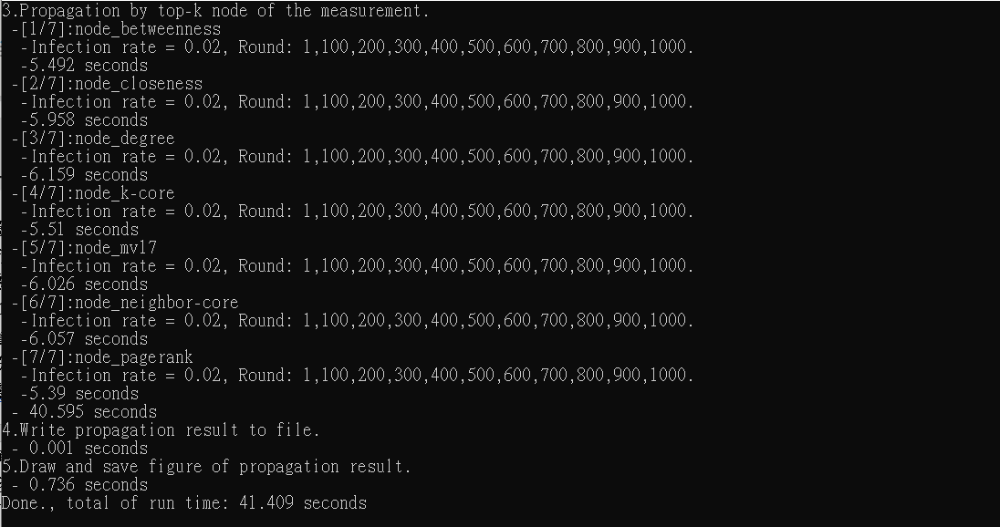 3.Propagation by top-k node of the measurement.
-[1/7]:node_betweenness
-Infection rate = 0.02, Round: 1,100,200,300,400,500,600,700,800,900,1000.
-5.492 seconds
-[2/7]:node_closeness
-Infection rate = 0.02, Round: 1,100,200,300,400,500,600,700,800,900,1000.
-5.958 seconds
-[3/7]:node_degree
-Infection rate = 0.02, Round: 1,100,200,300,400,500,600,700,800,900,1000.
-6.159 seconds
-[4/7]:node_k-core
-Infection rate = 0.02, Round: 1,100,200,300,400,500,600,700,800,900,1000.
-5.51 seconds
-[5/7]:node_mv17
-Infection rate = 0.02, Round: 1,100,200,300,400,500,600,700,800,900,1000.
-6.026 seconds
-[6/7]:node_neighbor-core
-Infection rate = 0.02, Round: 1,100,200,300,400,500,600,700,800,900,1000.
-6.057 seconds
-[7/7]:node_pagerank
-Infection rate = 0.02, Round: 1,100,200,300,400,500,600,700,800,900,1000.
-5.39 seconds
- 40.595 seconds
4.Write propagation result to file.
- 0.001 seconds
5.Draw and save figure of propagation result.
- 0.736 seconds
Done., total of run time: 41.409 seconds